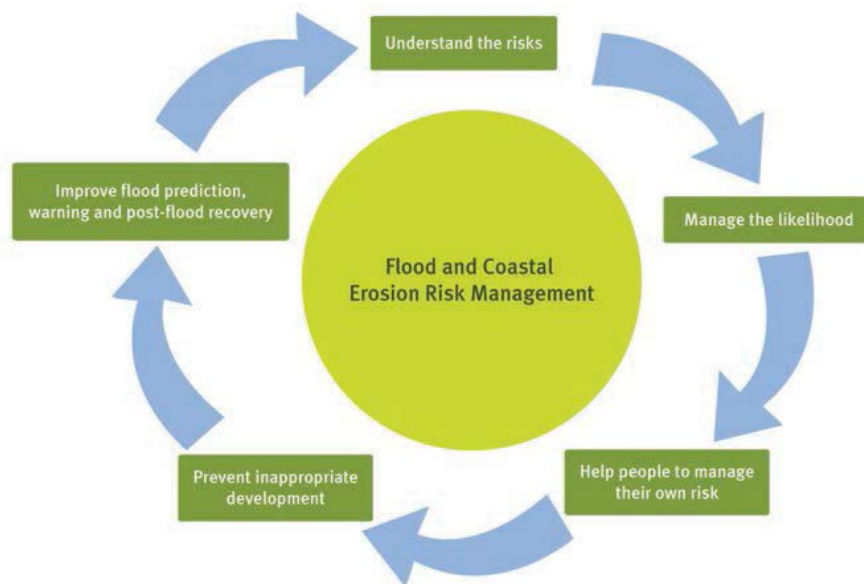 Understand the risks
Manage the likelihood
Help people to manage
their own risk
Prevent inappropriate
development
Improve flood prediction,
warning and post-flood recovery
Flood and Coastal
Erosion Risk Management